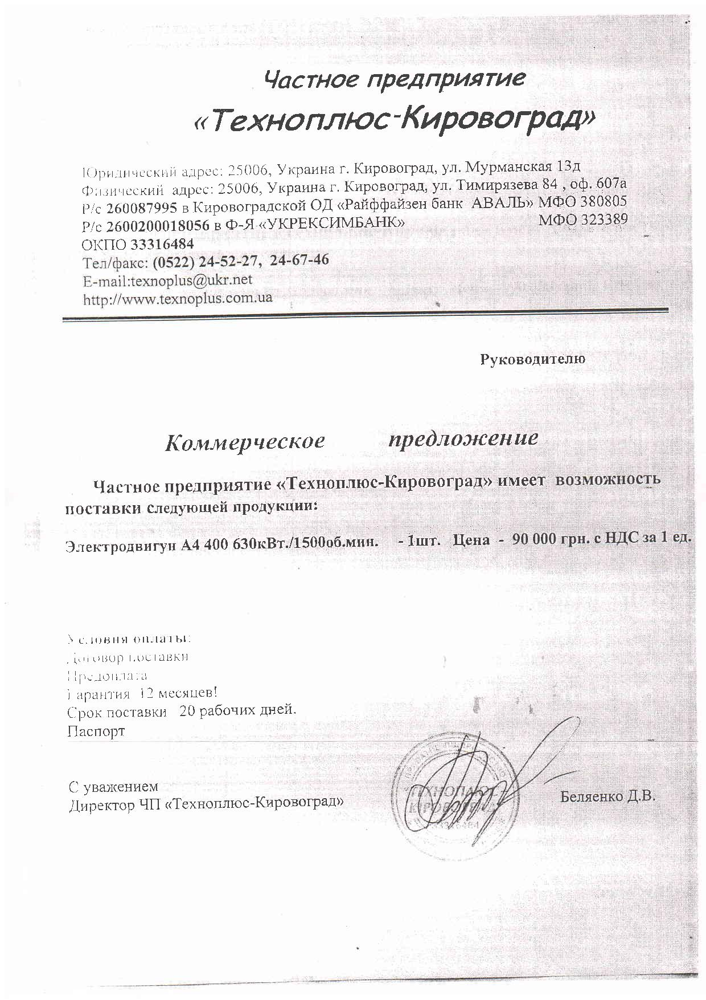 Частное предприятие
«Техноплюс-Кировоград»
Юридический адрес: 25006, Украина г. Кировоград, ул. Мурманская 13д
Физический адрес: 25006, Украина г. Кировоград, ул. Тимирязева 84 , оф. 607а
Р/с 260087995 в Кировоградской ОД «Райффайзен банк АВАЛЬ» МФО 380805
Р/с 2600200018056 в Ф-Я «УКРЕКСИМБАНК» МФО 323389
ОКПО 33316484
Тел/факс: (0522) 24-52-27, 24-67-46
E-mail:texnoplus@ukr.net
http://www.texnoplus.com.ua
Руководителю
Коммерческое предложение
Частное предприятие «Техноплюс-Кировоград» имеет возможность
поставки следующей продукции:
Электродвигун А4 400 630кВт./1500об.мин. - 1шт. Цена - 90 000 грн. с НДС за 1 ед.
Условия оплаты:
Договор поставки
Предоплата
Гарантия 12 месяцев!
Срок поставки 20 рабочих дней.
Паспорт
С уважением
Директор ЧП «Техноплюс-Кировоград»
ТЕХНОПЛЮС
КІРОВОГРАД
33316484
Беляенко Д.В.